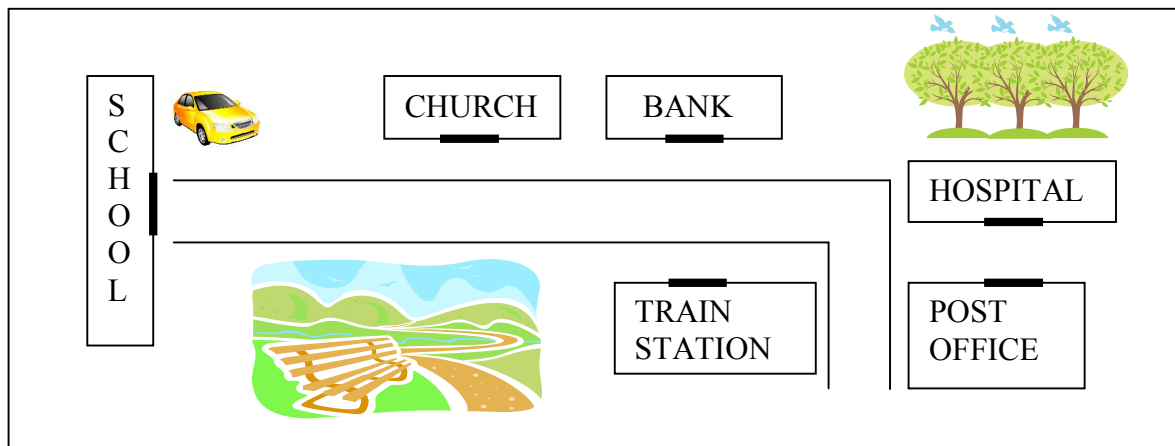 S
C
H
O
O
L
CHURCH
BANK
HOSPITAL
TRAIN
STATION
POST
OFFICE